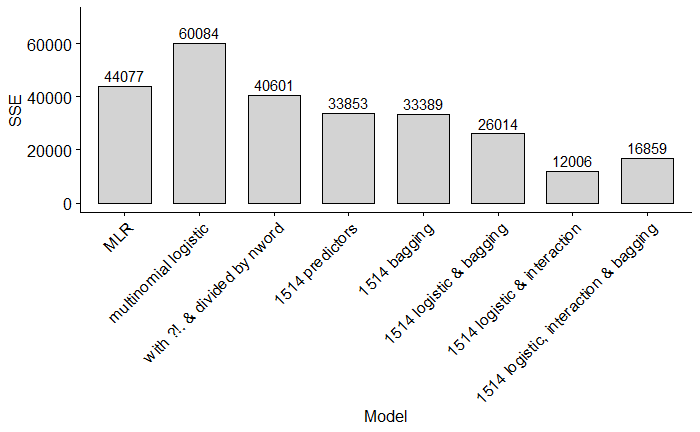 SSE
60000
40000
20000
0
44077
60084
40601
33853
33389
26014
12006
16859
MLR
multinomial logistic
with ?!. & divided by nword
1514 predictors
1514 bagging
1514 logistic & bagging
1514 logistic & interaction
1514 logistic, interaction & bagging
Model